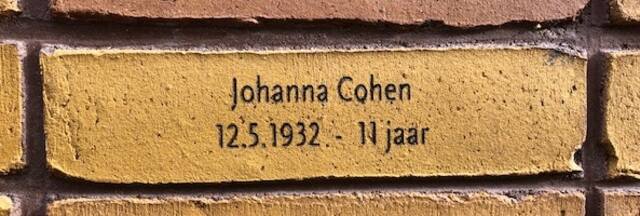 Johanna Cohen
12.5.1932 - 11 jaar